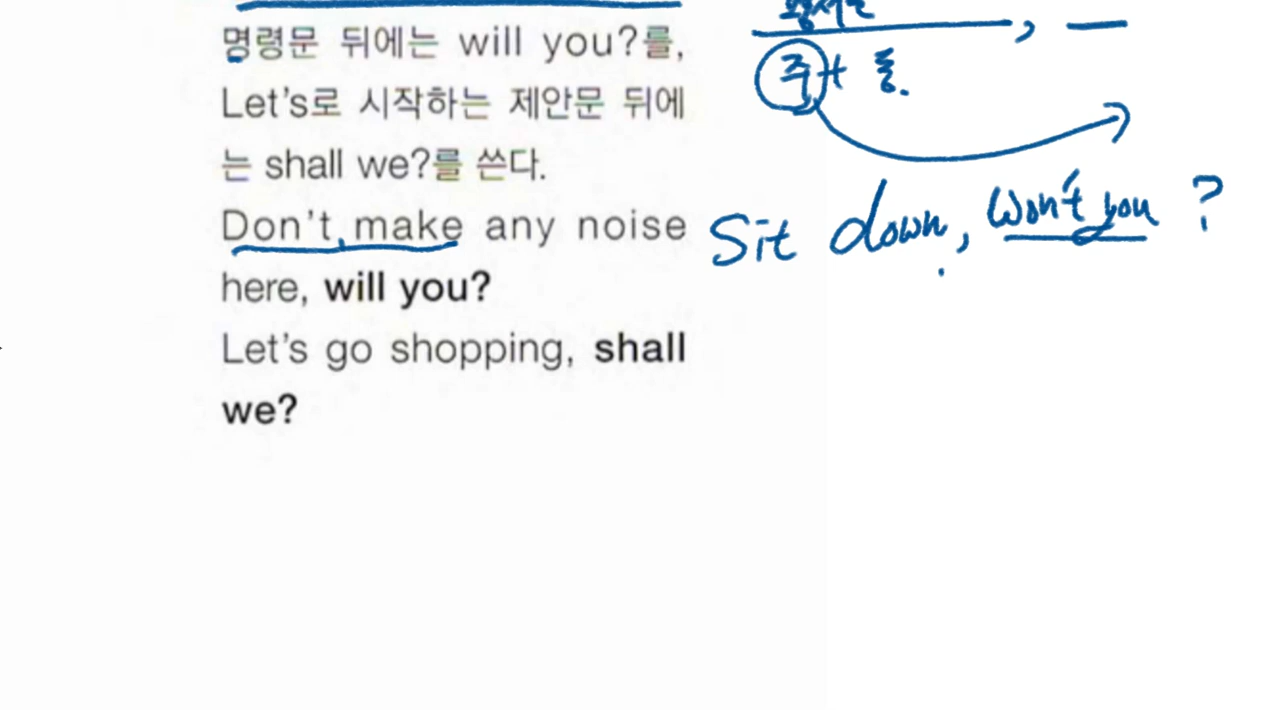 명령문 뒤에는 will you?를,
Let's로 시작하는 제안문 뒤에
는 shall we?를 쓴다.
Don't make any noise
here, will you?
Let's go shopping, shall
we?
, —
주 + 동.
Sit down, Won't you ?